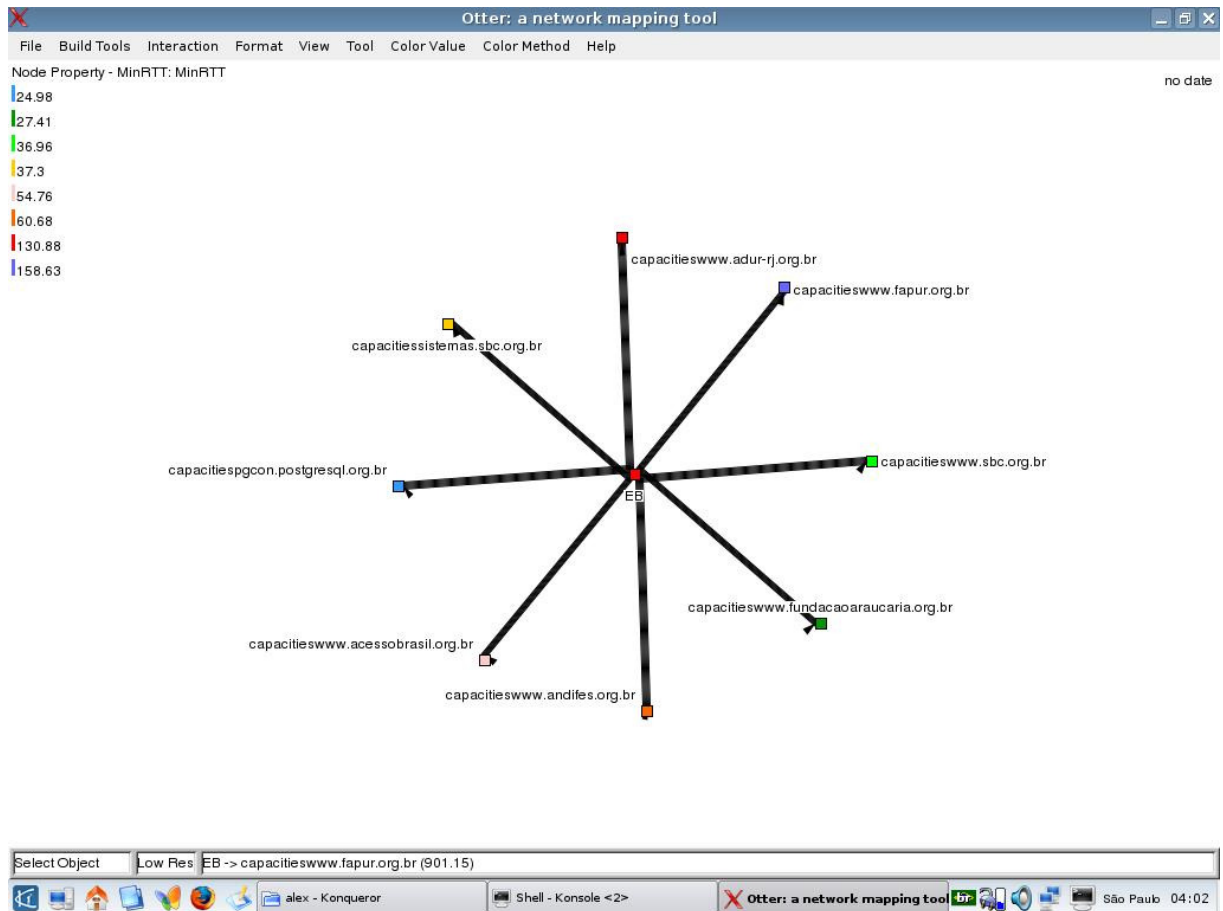 Otter: a network mapping tool
File Build Tools Interaction Format View Tool Color Value Color Method Help
Node Property - MinRTT: MinRTT
no date
24.98
27.41
36.96
37.3
54.76
60.68
130.88
158.63
capacitieswww.adur-rj.org.br
capacitieswww.fapur.org.br
capacitiessistemas.sbc.org.br
capacitieswww.sbc.org.br
capacitiespgcon.postgresql.org.br
EB
capacitieswww.fundacaoaraucaria.org.br
capacitieswww.acessobrasil.org.br
capacitieswww.andifes.org.br
Select Object Low Res EB -> capacitieswww.fapur.org.br (901.15)
alex - Konqueror Shell - Konsole <2> Otter: a network mapping tool br São Paulo 04:02